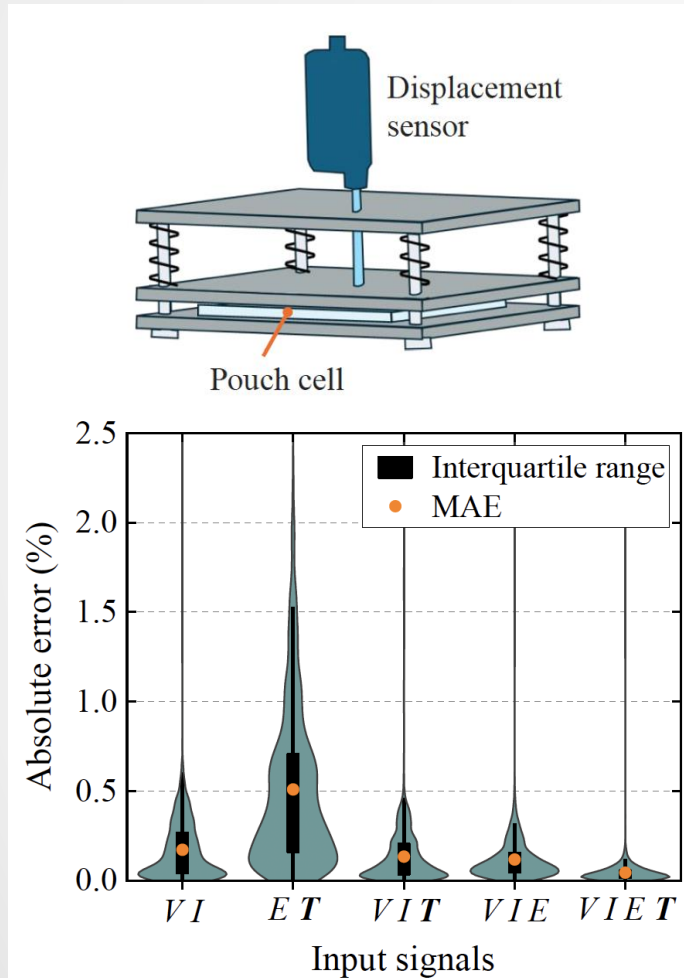 Displacement
sensor
Pouch cell
2.5
2.0
1.5
1.0
0.5
0.0
Absolute error (%)
Interquartile range
MAE
V I
E T
V I T
V I E
V I E T
Input signals